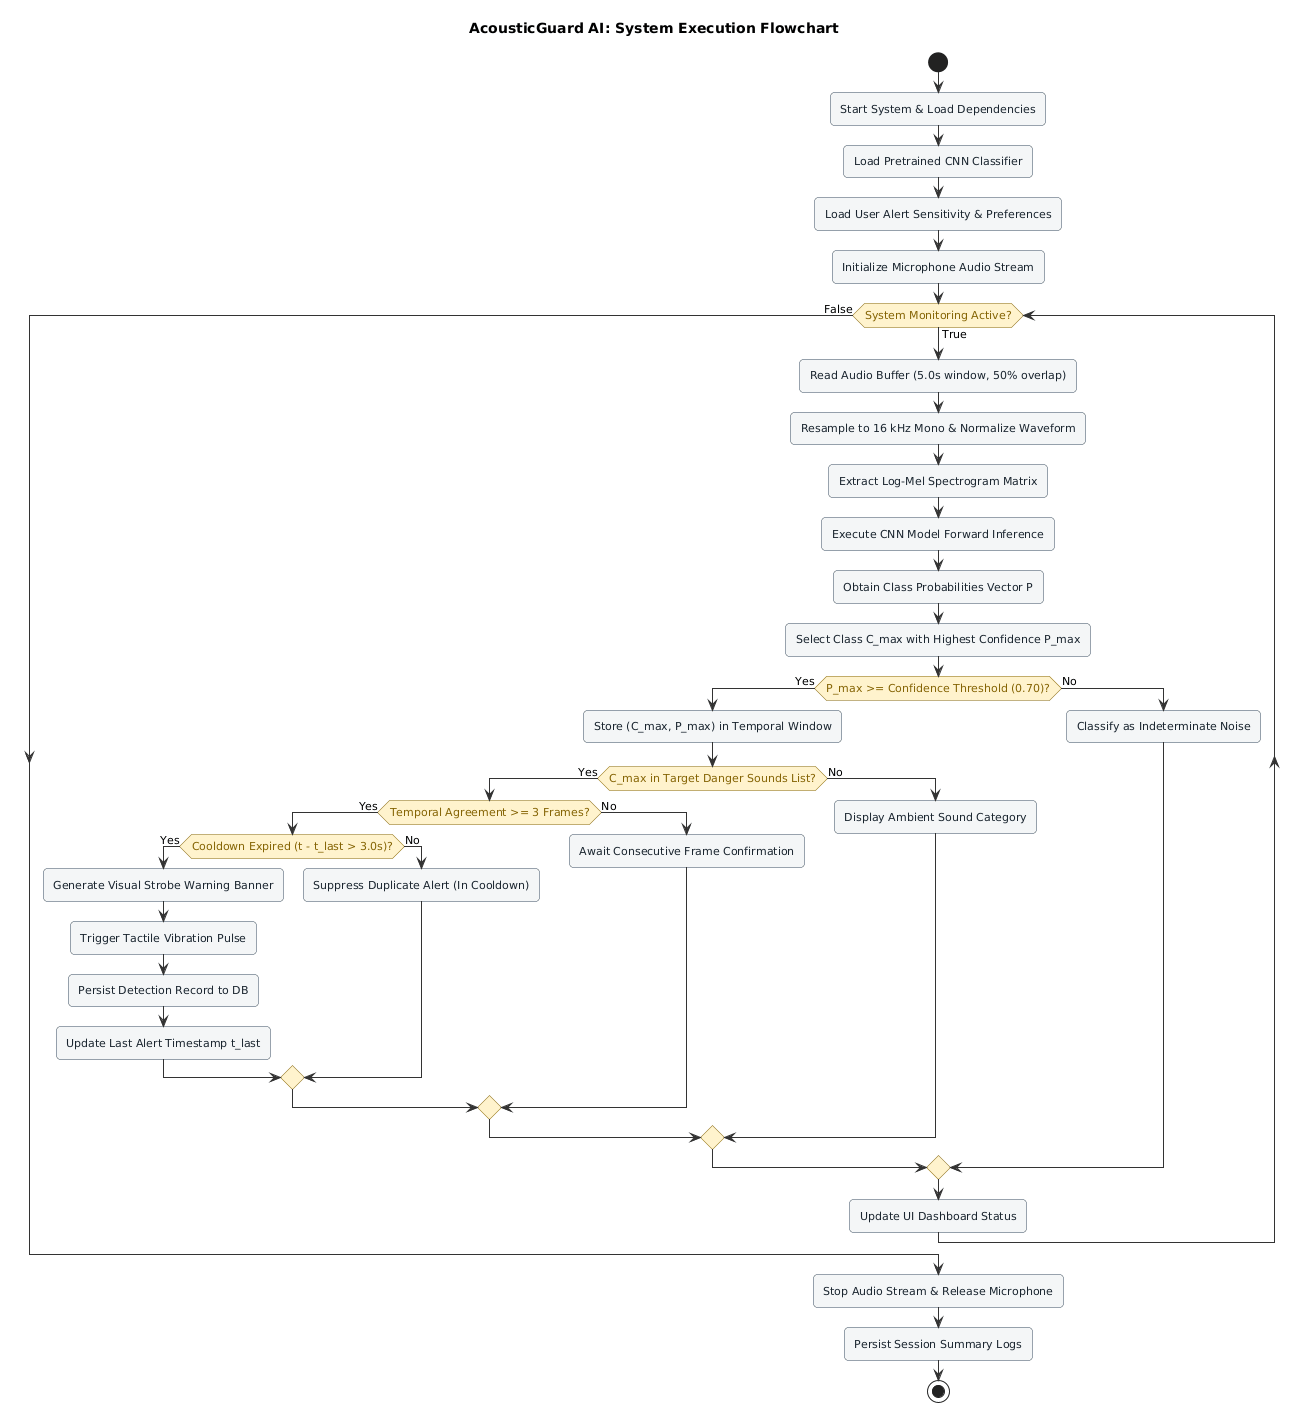 AcousticGuard AI: System Execution Flowchart
Start System & Load Dependencies
Load Pretrained CNN Classifier
Load User Alert Sensitivity & Preferences
Initialize Microphone Audio Stream
False
System Monitoring Active?
True
Read Audio Buffer (5.0s window, 50% overlap)
Resample to 16 kHz Mono & Normalize Waveform
Extract Log-Mel Spectrogram Matrix
Execute CNN Model Forward Inference
Obtain Class Probabilities Vector P
Select Class C_max with Highest Confidence P_max
Yes
P_max >= Confidence Threshold (0.70)?
No
Store (C_max, P_max) in Temporal Window
Classify as Indeterminate Noise
Yes
C_max in Target Danger Sounds List?
No
Yes
Temporal Agreement >= 3 Frames?
No
Display Ambient Sound Category
Yes
Cooldown Expired (t - t_last > 3.0s)?
No
Await Consecutive Frame Confirmation
Generate Visual Strobe Warning Banner
Suppress Duplicate Alert (In Cooldown)
Trigger Tactile Vibration Pulse
Persist Detection Record to DB
Update Last Alert Timestamp t_last
Update UI Dashboard Status
Stop Audio Stream & Release Microphone
Persist Session Summary Logs